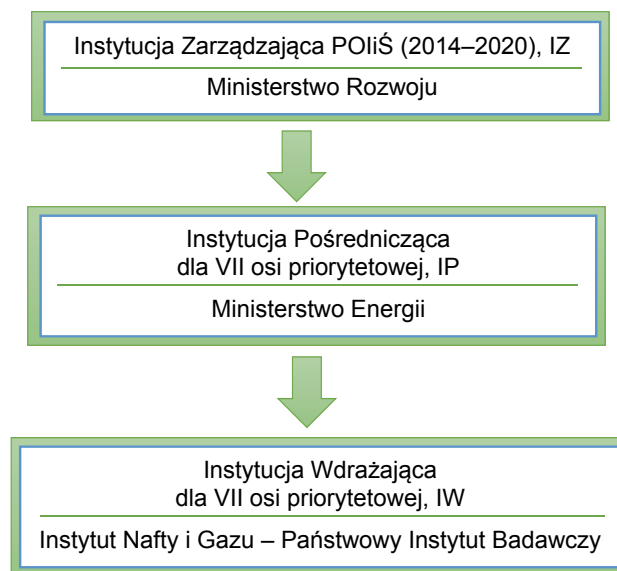 Instytucja Zarządzająca POIiŚ (2014–2020), IZ
Ministerstwo Rozwoju
Instytucja Pośrednicząca
dla VII osi priorytetowej, IP
Ministerstwo Energii
Instytucja Wdrażająca
dla VII osi priorytetowej, IW
Instytut Nafty i Gazu – Państwowy Instytut Badawczy